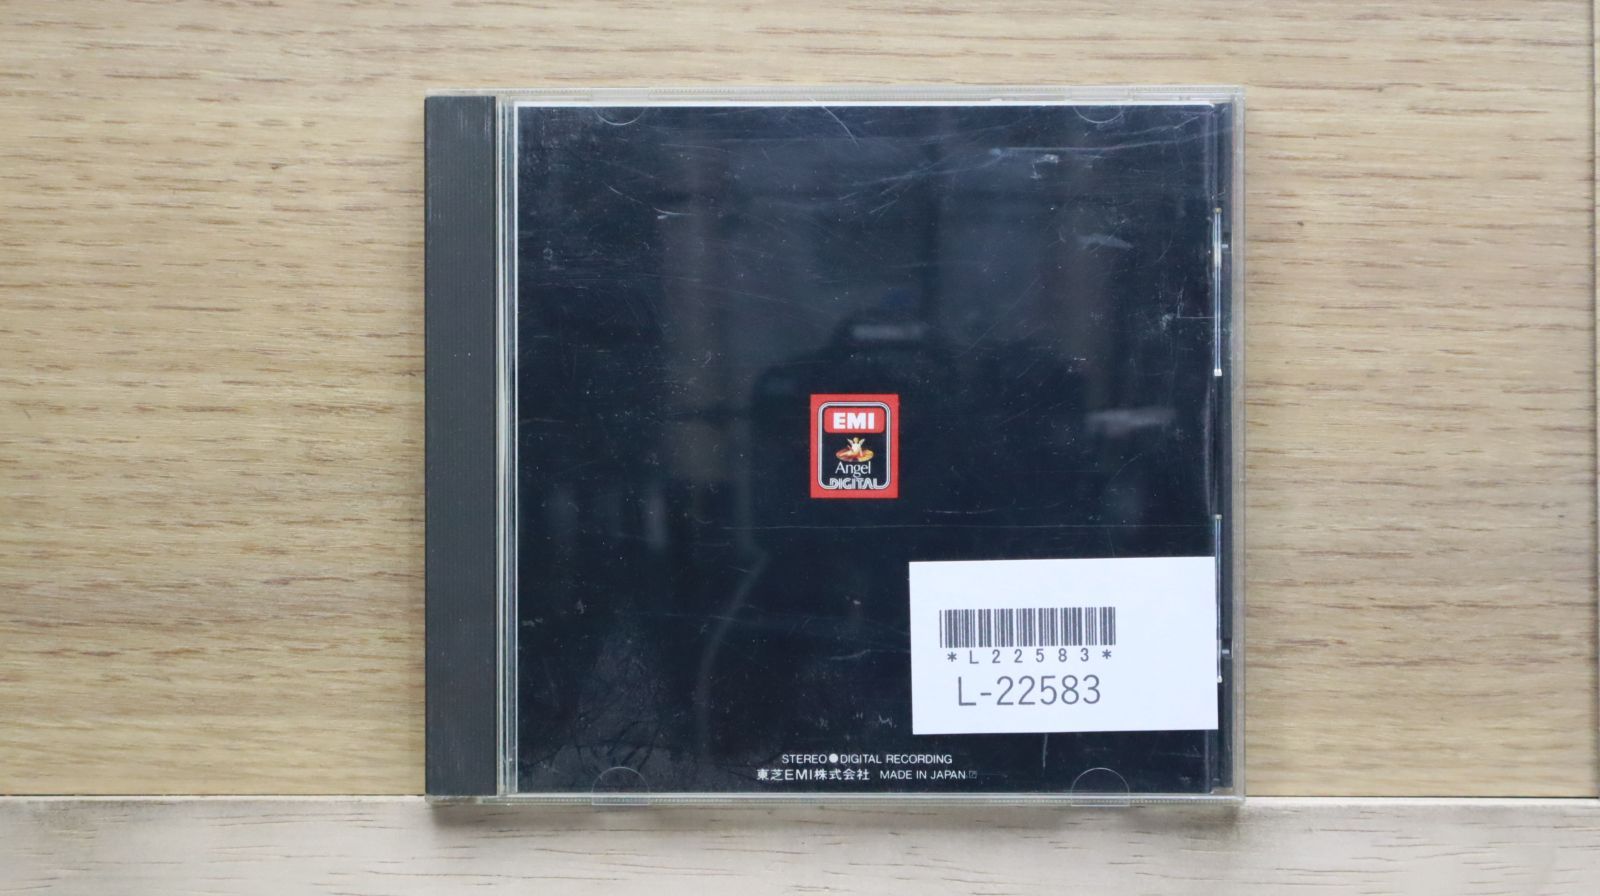 EMI
Angel
DIGITAL
*L22583*
L-22583
STEREO●DIGITAL RECORDING
東芝EMI株式会社 MADE IN JAPAN